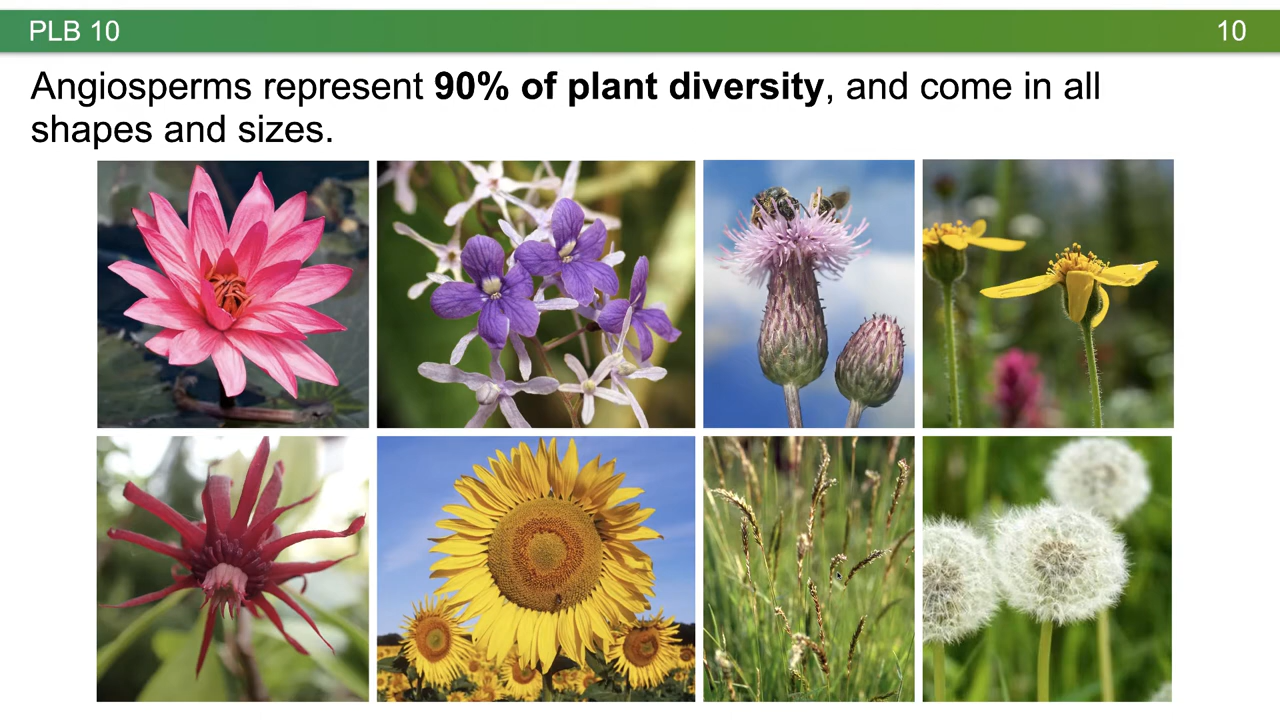 PLB 10
10
Angiosperms represent 90% of plant diversity, and come in all
shapes and sizes.